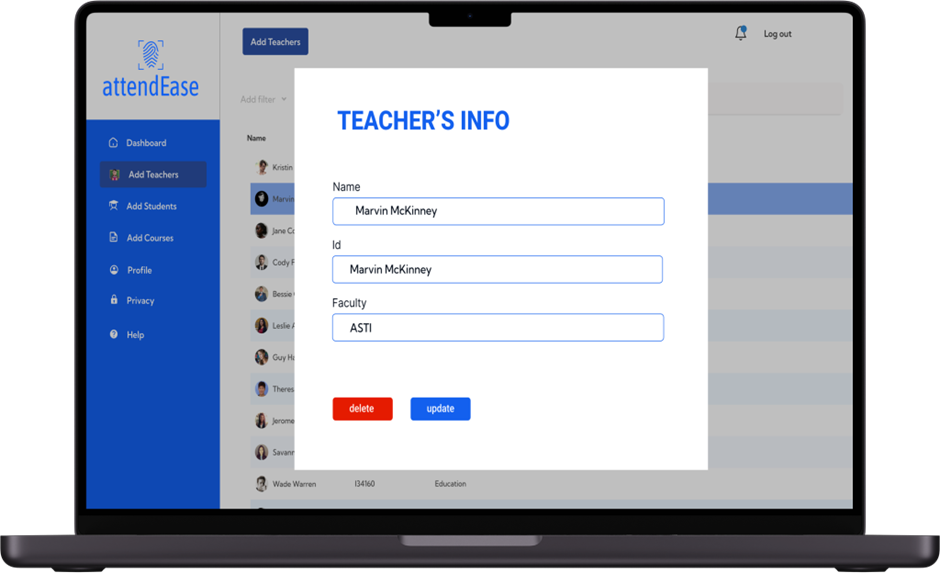 attendEase
Add Teachers
Log out
Dashboard
Add Teachers
Add Students
Add Courses
Profile
Privacy
Help
Add filter
Name
Kristin
Marvin
Jane
Cody
Bessie
Leslie
Guy
Theres
Jerome
Savann
Wade Warren 134160 Education
TEACHER'S INFO
Name
Marvin McKinney
Id
Marvin McKinney
Faculty
ASTI
delete update